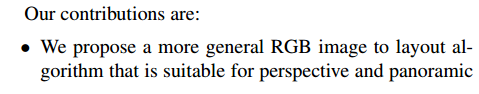 Our contributions are:
• We propose a more general RGB image to layout al-
gorithm that is suitable for perspective and panoramic